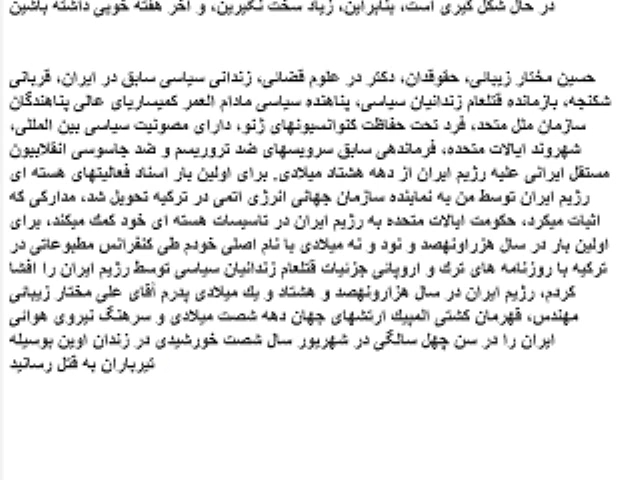 در حال شکل گیری است، بنابراین، زیاد سخت نگیرین، و آخر هفته خوبی داشته باشین
حسین مختار زیبائی، حقوقدان، دکتر در علوم قضائی، زندانی سیاسی سابق در ایران، قربانی
شکنجه، بازمانده قتلعام زندانیان سیاسی، پناهنده سیاسی مادام العمر کمیساریای عالی پناهندگان
سازمان ملل متحد، فرد تحت حفاظت کنوانسیونهای ژنو، دارای مصونیت سیاسی بین المللی،
شهروند ایالات متحده، فرماندهی سابق سرویسهای ضد تروریسم و ضد جاسوسی انقلابیون
مستقل ایرانی علیه رژیم ایران از دهه هشتاد میلادی. برای اولین بار اسناد فعالیتهای هسته ای
رژیم ایران توسط من به نماینده سازمان جهانی انرژی اتمی در ترکیه تحویل شد، مدارکی که
اثبات میکرد، حکومت ایالات متحده به رژیم ایران در تاسیسات هسته ای خود کمك میکند، برای
اولین بار در سال هزارونهصد و نود و نه میلادی با نام اصلی خودم طی کنفرانس مطبوعاتی در
ترکیه با روزنامه های ترك و اروپائی جزئیات قتلعام زندانیان سیاسی توسط رژیم ایران را افشا
کردم، رژیم ایران در سال هزارونهصد و هشتاد و یك میلادی پدرم آقای علی مختار زیبائی
مهندس، قهرمان کشتی المپیك ارتشهای جهان دهه شصت میلادی و سرهنگ نیروی هوائی
ایران را در سن چهل سالگی در شهریور سال شصت خورشیدی در زندان اوین بوسیله
تیرباران به قتل رسانید